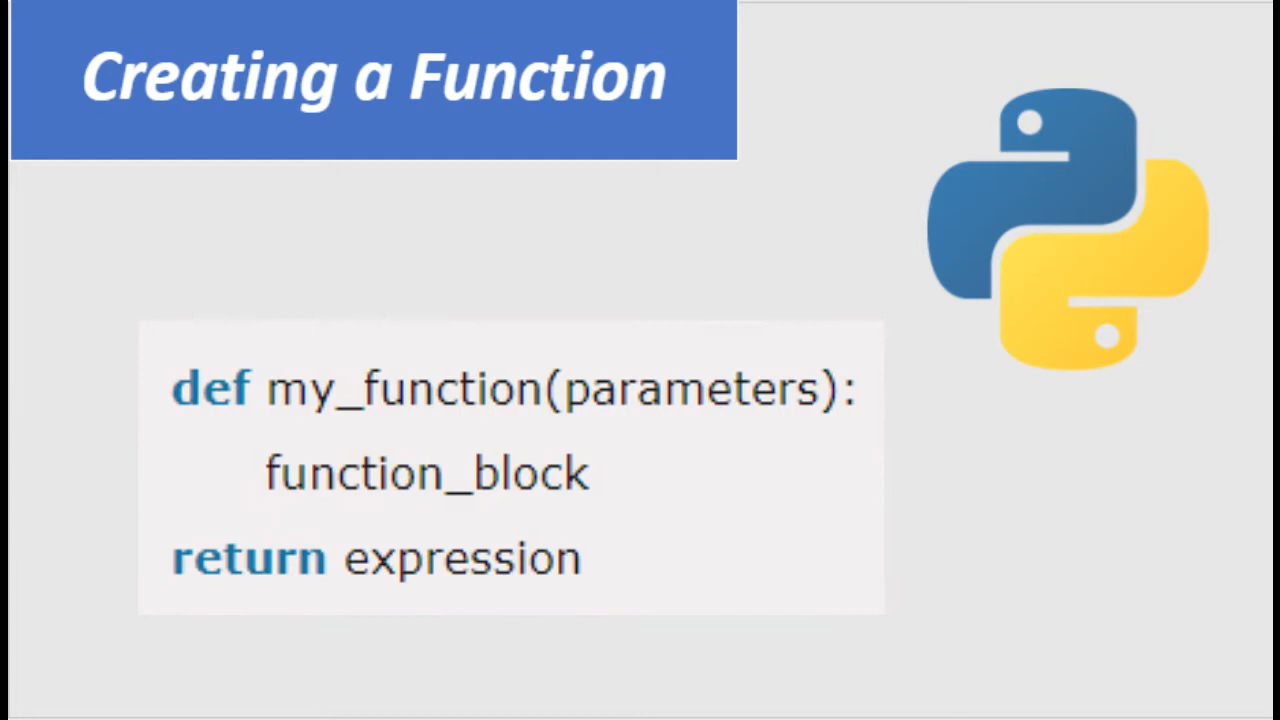 Creating a Function
def my_function(parameters):
function_block
return expression